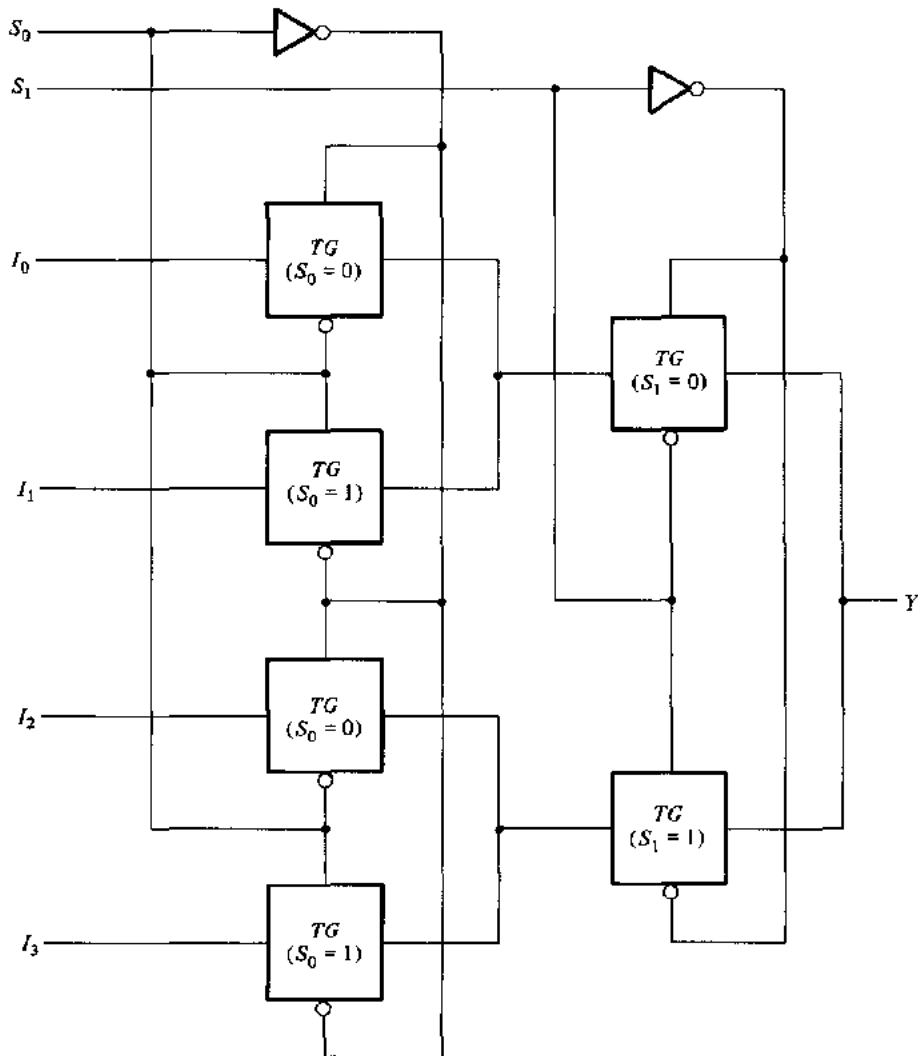 S₀
S₁
I₀
TG
(S₀ = 0)
TG
(S₁ = 0)
I₁
TG
(S₀ = 1)
Y
I₂
TG
(S₀ = 0)
TG
(S₁ = 1)
I₃
TG
(S₀ = 1)